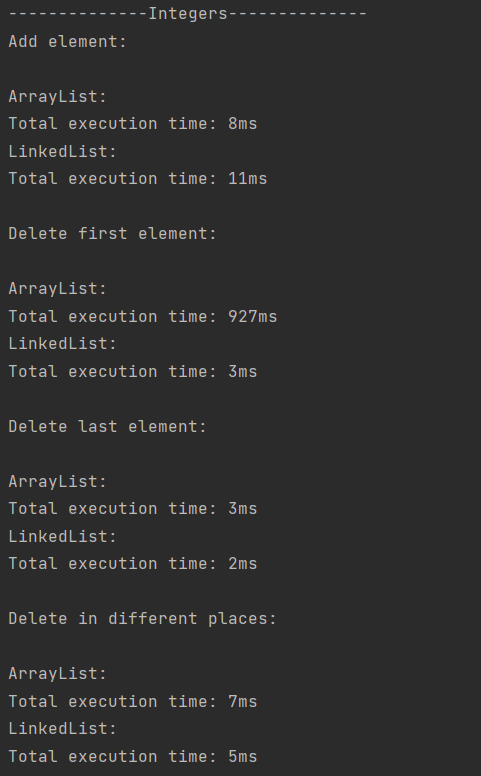 --------------Integers--------------
Add element:
ArrayList:
Total execution time: 8ms
LinkedList:
Total execution time: 11ms
Delete first element:
ArrayList:
Total execution time: 927ms
LinkedList:
Total execution time: 3ms
Delete last element:
ArrayList:
Total execution time: 3ms
LinkedList:
Total execution time: 2ms
Delete in different places:
ArrayList:
Total execution time: 7ms
LinkedList:
Total execution time: 5ms